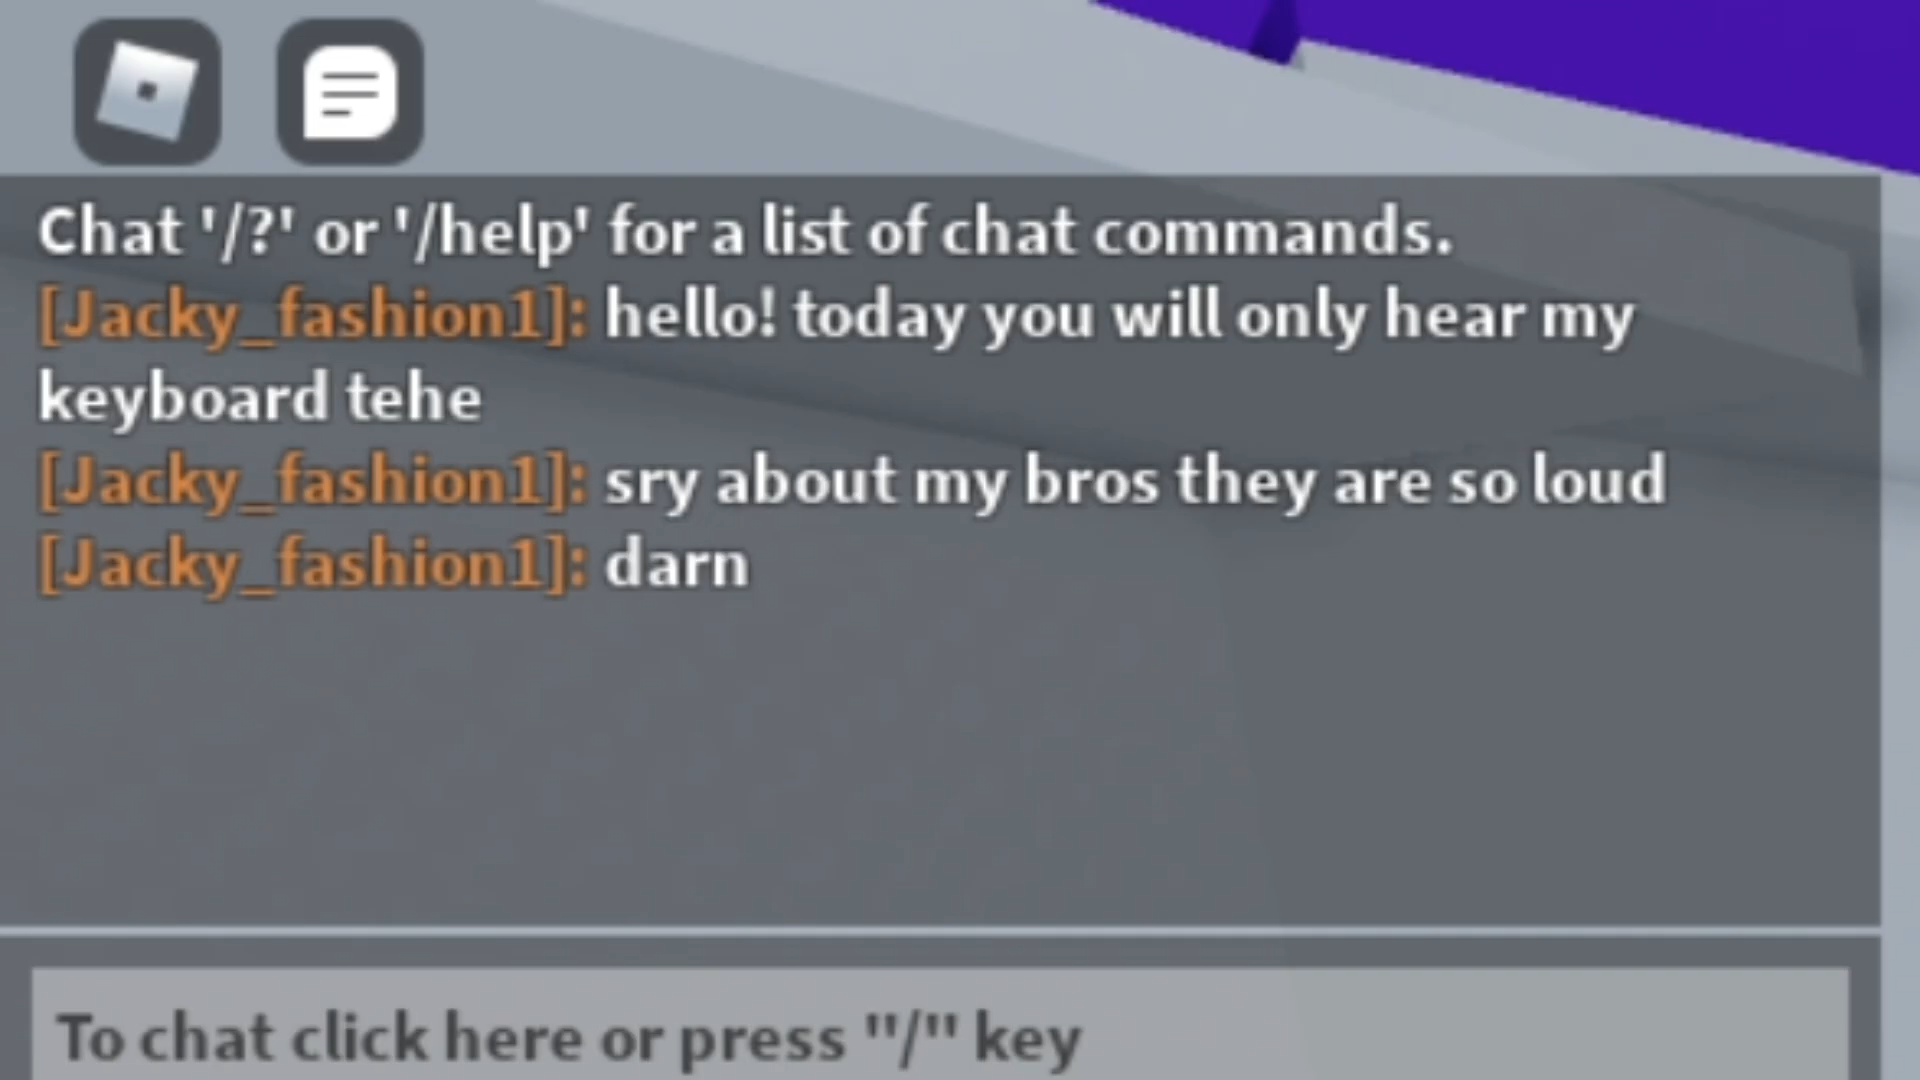 Chat '/?' or '/help' for a list of chat commands.
[Jacky_fashion1]: hello! today you will only hear my
keyboard tehe
[Jacky_fashion1]: sry about my bros they are so loud
[Jacky_fashion1]: darn
To chat click here or press "/" key